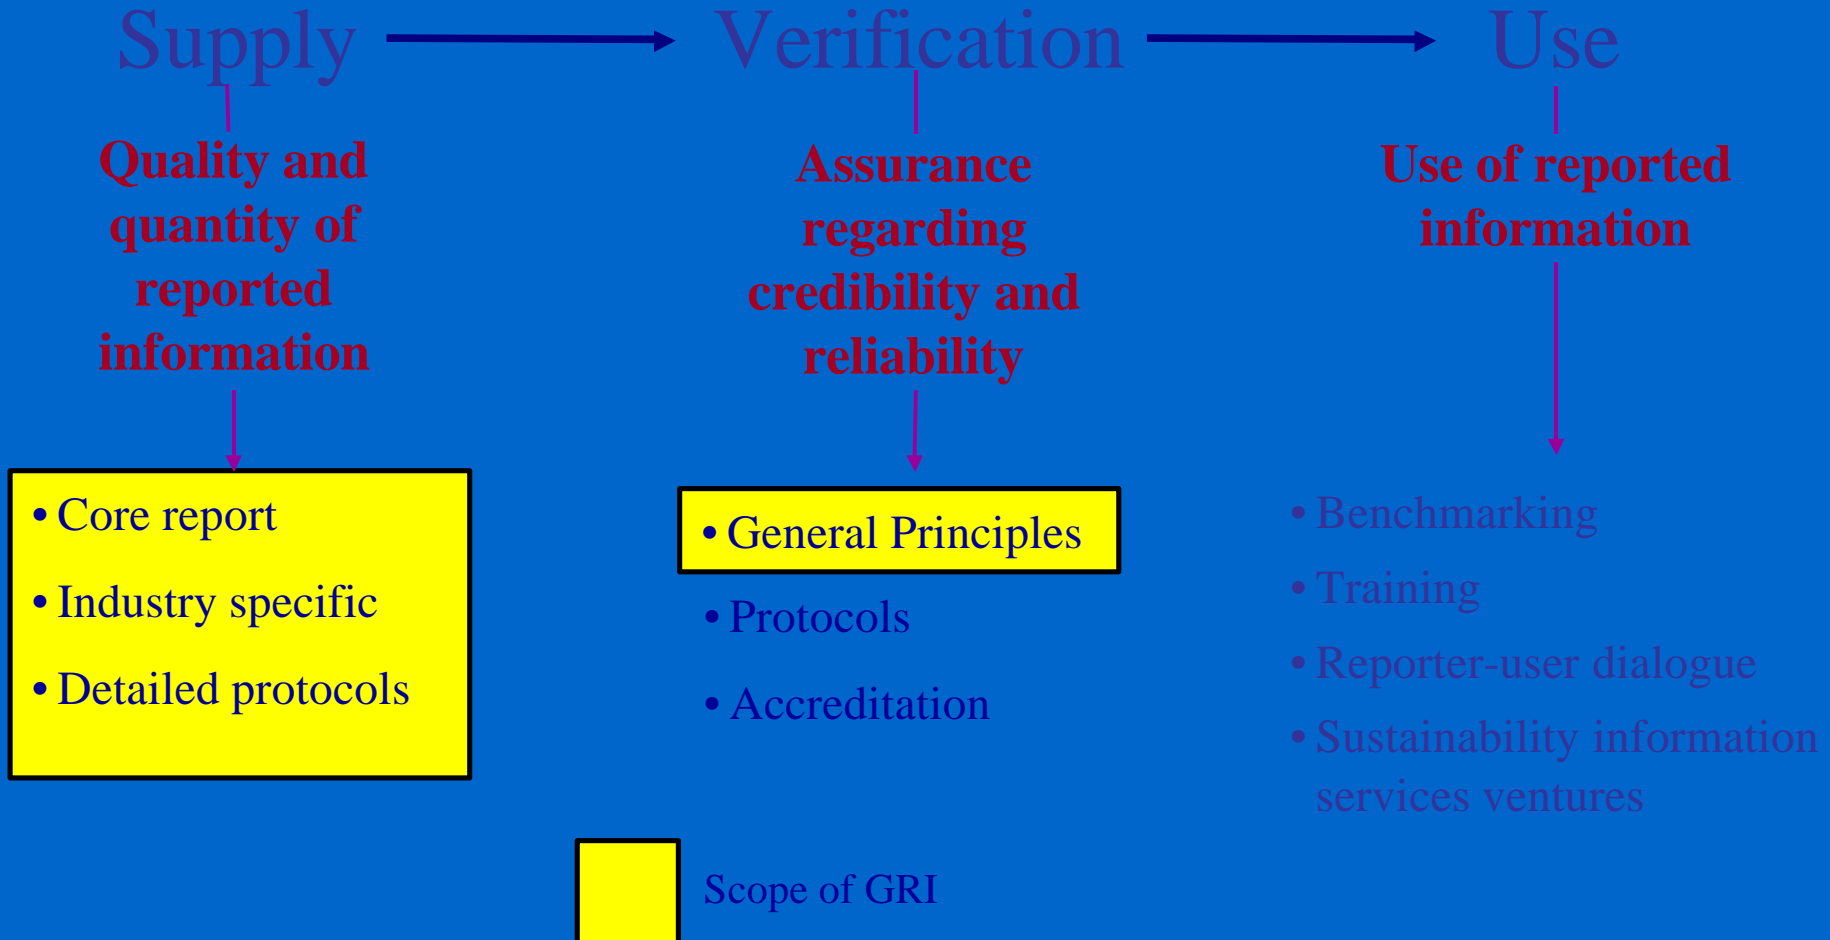 Supply
Verification
Use
Quality and
quantity of
reported
information
Assurance
regarding
credibility and
reliability
Use of reported
information
• Core report
• Industry specific
• Detailed protocols
• General Principles
• Protocols
• Accreditation
• Benchmarking
• Training
• Reporter-user dialogue
• Sustainability information
services ventures
Scope of GRI